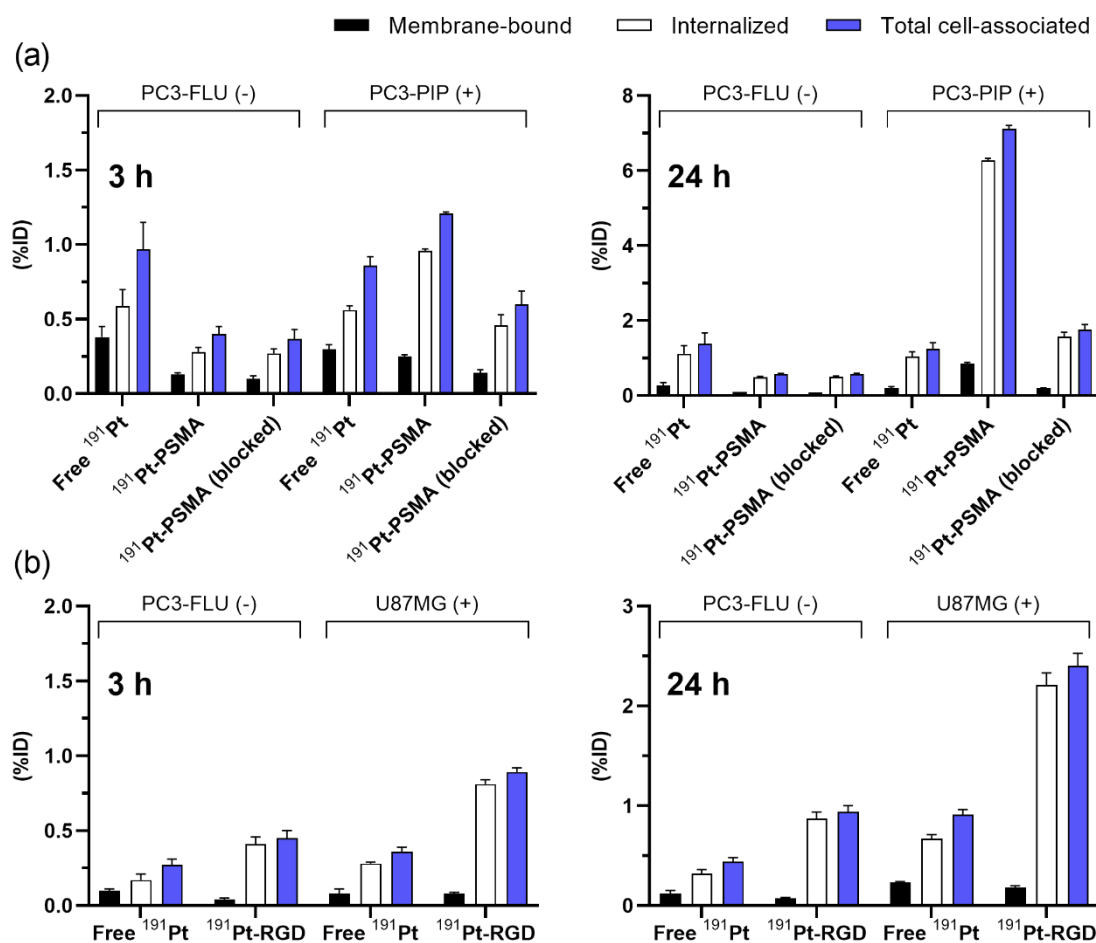 Membrane-bound Internalized Total cell-associated
(a)
PC3-FLU (-) PC3-PIP (+)
3 h
(%ID)
2.0
1.5
1.0
0.5
0.0
Free ¹⁹¹Pt
¹⁹¹Pt-PSMA
¹⁹¹Pt-PSMA (blocked)
Free ¹⁹¹Pt
¹⁹¹Pt-PSMA
¹⁹¹Pt-PSMA (blocked)
PC3-FLU (-) PC3-PIP (+)
24 h
(%ID)
8
6
4
2
0
Free ¹⁹¹Pt
¹⁹¹Pt-PSMA
¹⁹¹Pt-PSMA (blocked)
Free ¹⁹¹Pt
¹⁹¹Pt-PSMA
¹⁹¹Pt-PSMA (blocked)
(b)
PC3-FLU (-) U87MG (+)
3 h
(%ID)
2.0
1.5
1.0
0.5
0.0
Free ¹⁹¹Pt ¹⁹¹Pt-RGD Free ¹⁹¹Pt ¹⁹¹Pt-RGD
PC3-FLU (-) U87MG (+)
24 h
(%ID)
3
2
1
0
Free ¹⁹¹Pt ¹⁹¹Pt-RGD Free ¹⁹¹Pt ¹⁹¹Pt-RGD